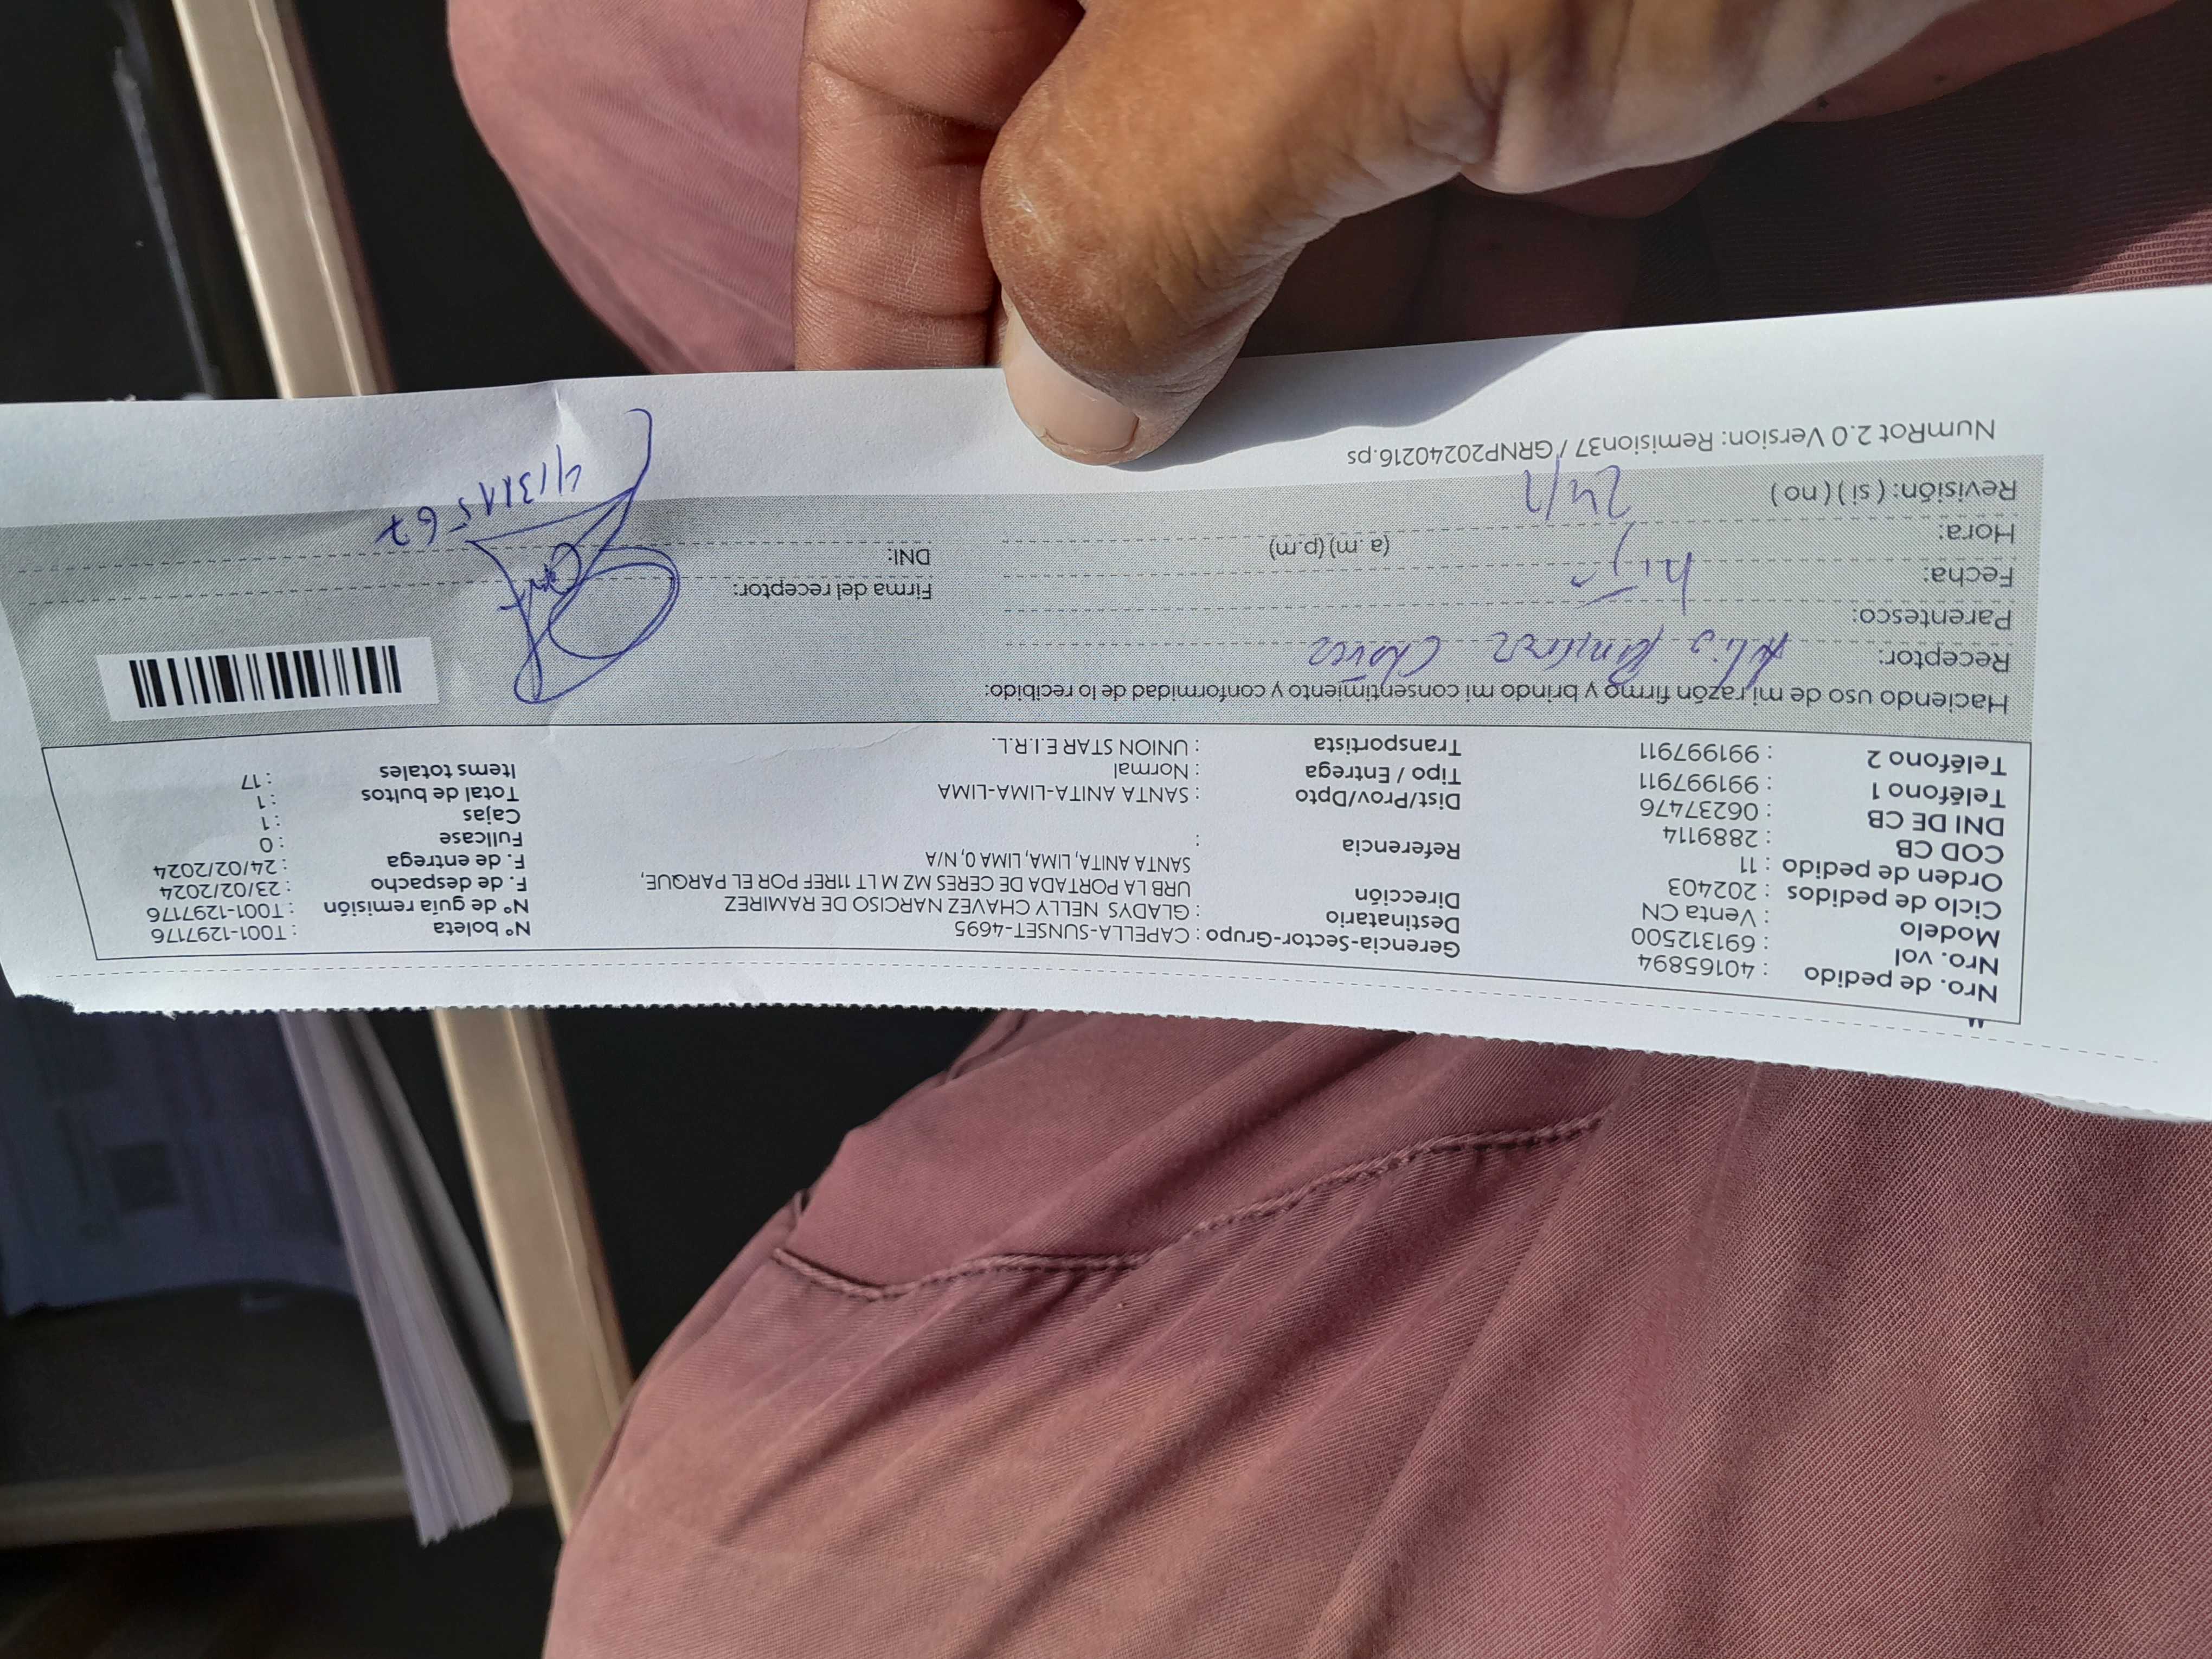 Nro. de pedido : 40165894
Nro. vol : 691312500
Modelo : Venta CN
Ciclo de pedidos : 202403
Orden de pedido : 11
COD CB : 2889114
DNI DE CB : 06237476
Teléfono 1 : 991997911
Teléfono 2 : 991997911
Gerencia-Sector-Grupo : CAPELLA-SUNSET-4695
Destinatario : GLADYS NELLY CHAVEZ NARCISO DE RAMIREZ
Dirección URB LA PORTADA DE CERES MZ M LT 11REF POR EL PARQUE,
SANTA ANITA, LIMA, LIMA 0, N/A
Referencia :
Dist/Prov/Dpto : SANTA ANITA-LIMA-LIMA
Tipo / Entrega : Normal
Transportista : UNION STAR E.I.R.L.
Nº boleta : T001-1297176
Nº de guía remisión : T001-1297176
F. de despacho : 23/02/2024
F. de entrega : 24/02/2024
Fullcase : 0
Cajas : 1
Total de bultos : 1
Items totales : 17
Haciendo uso de mi razón firmo y brindo mi consentimiento y conformidad de lo recibido:
Receptor: Ramirez Chavez
Parentesco: hijo
Fecha:
Hora: (a.m) (p.m)
Revisión: (si) (no)
Firma del receptor:
DNI:
NumRot 2.0 Version: Remision37 / GRNP20240216.ps